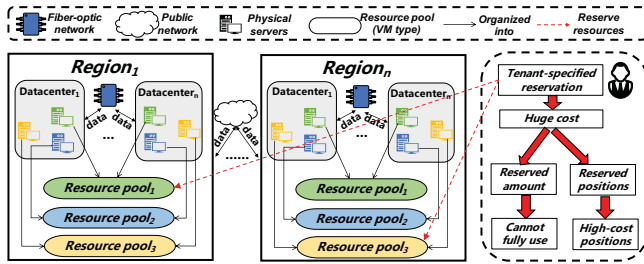 Fiber-optic
network
Public
network
Physical
servers
Resource pool
(VM type)
Organized
into
Reserve
resources
Region1
Datacenter1
Datacentern
data
data
...
Resource pool1
Resource pool2
Resource pool3
data
data
......
Regionn
Datacenter1
Datacentern
data
data
...
Resource pool1
Resource pool2
Resource pool3
Tenant-specified
reservation
Huge cost
Reserved
amount
Reserved
positions
Cannot
fully use
High-cost
positions